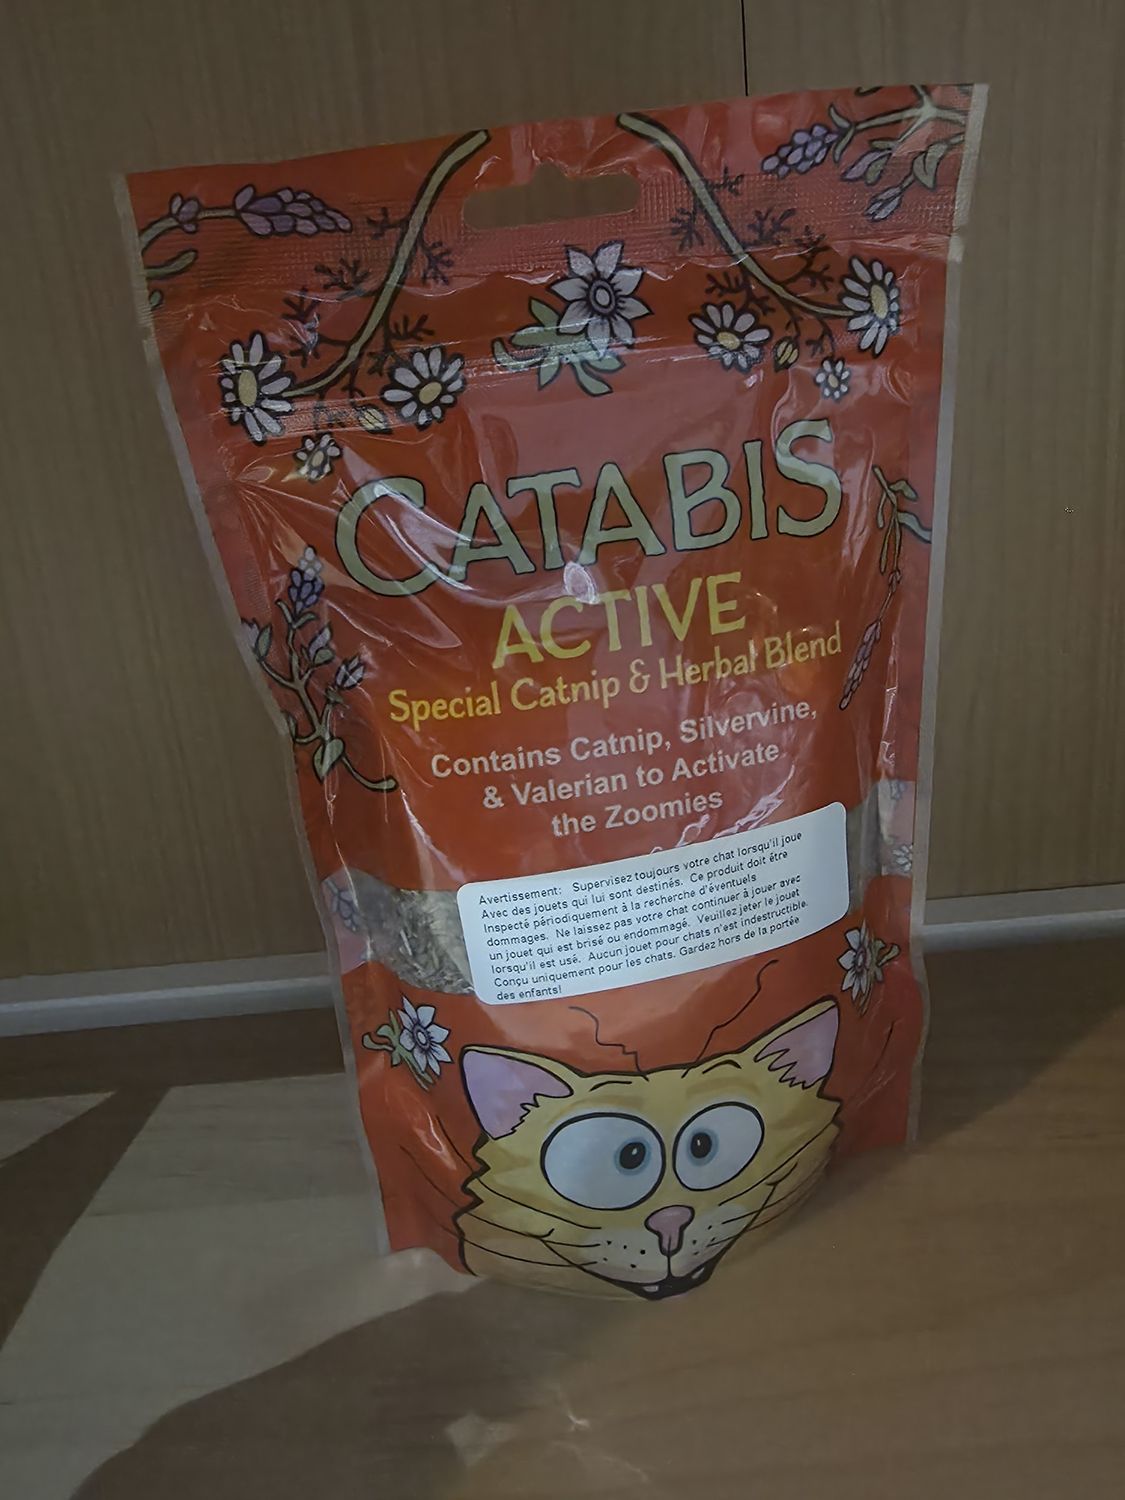 CATABIS
ACTIVE
Special Catnip & Herbal Blend
Contains Catnip, Silvervine,
& Valerian to Activate
the Zoomies
Avertissement: Supervisez toujours votre chat lorsqu'il joue
Avec des jouets qui lui sont destinés. Ce produit doit être
Inspecté périodiquement à la recherche d'éventuels
dommages. Ne laissez pas votre chat continuer à jouer avec
un jouet qui est brisé ou endommagé. Veuillez jeter le jouet
lorsqu'il est usé. Aucun jouet pour chats n'est indestructible.
Conçu uniquement pour les chats. Gardez hors de la portée
des enfants!